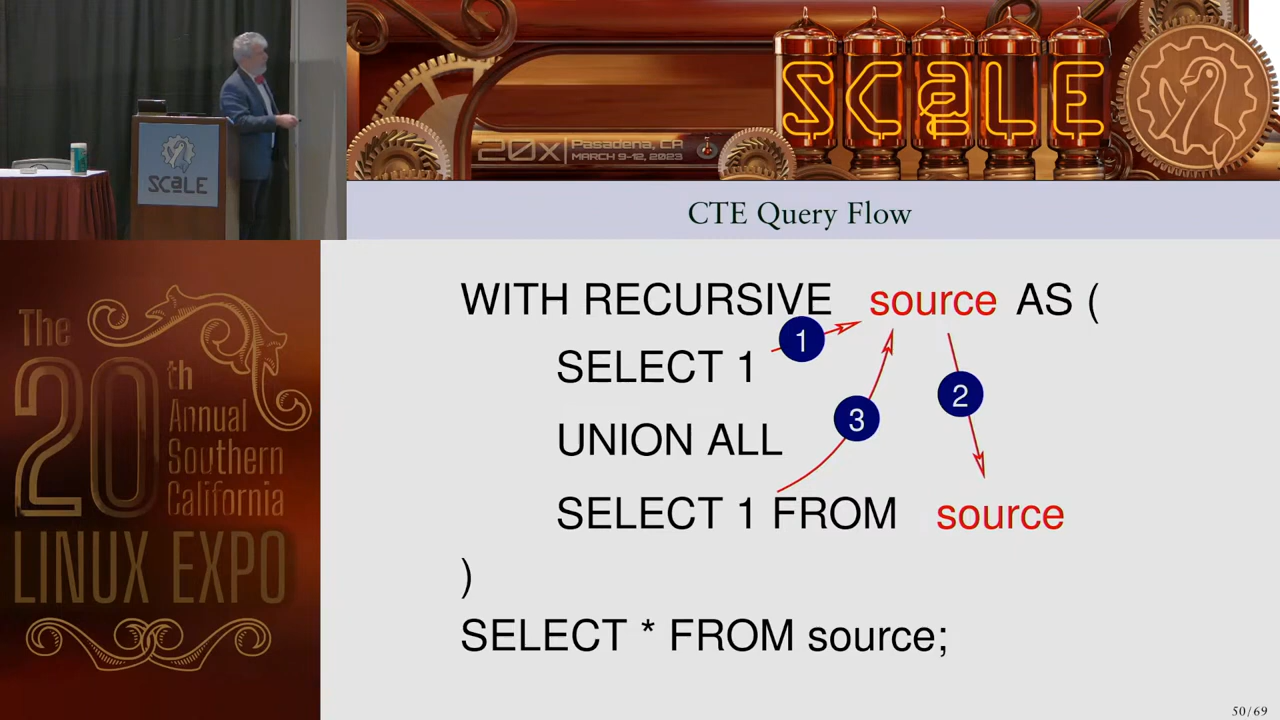 SCALE
20x
Pasadena, CA
MARCH 9-12, 2023
SCALE
CTE Query Flow
The
20th
Annual
Southern
California
LINUX EXPO
WITH RECURSIVE source AS (
1
SELECT 1
2
3
UNION ALL
SELECT 1 FROM source
)
SELECT * FROM source;
50/69